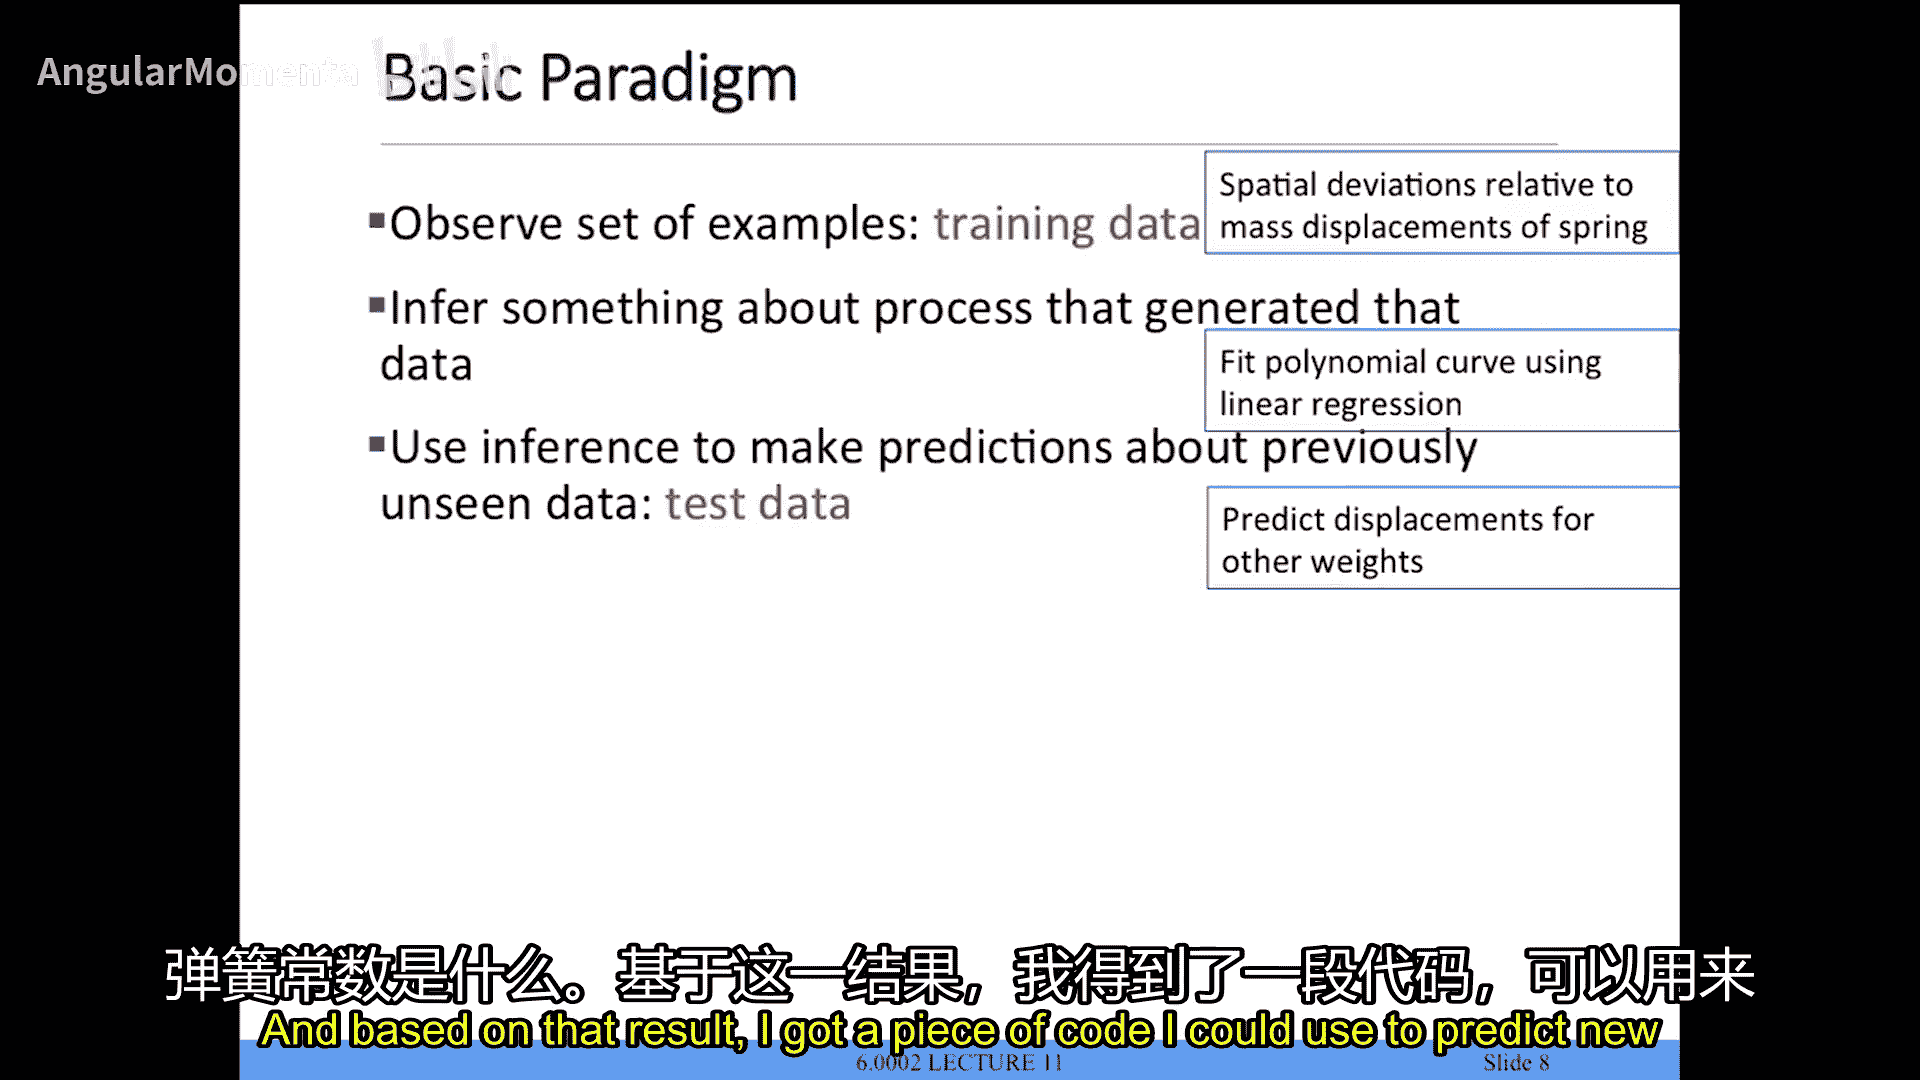 AngularMomenta
Basic Paradigm
▪Observe set of examples: training data
Spatial deviations relative to
mass displacements of spring
▪Infer something about process that generated that
data
Fit polynomial curve using
linear regression
▪Use inference to make predictions about previously
unseen data: test data
Predict displacements for
other weights
弹簧常数是什么。基于这一结果，我得到了一段代码，可以用来
And based on that result, I got a piece of code I could use to predict new
6.0002 LECTURE 11
Slide 8